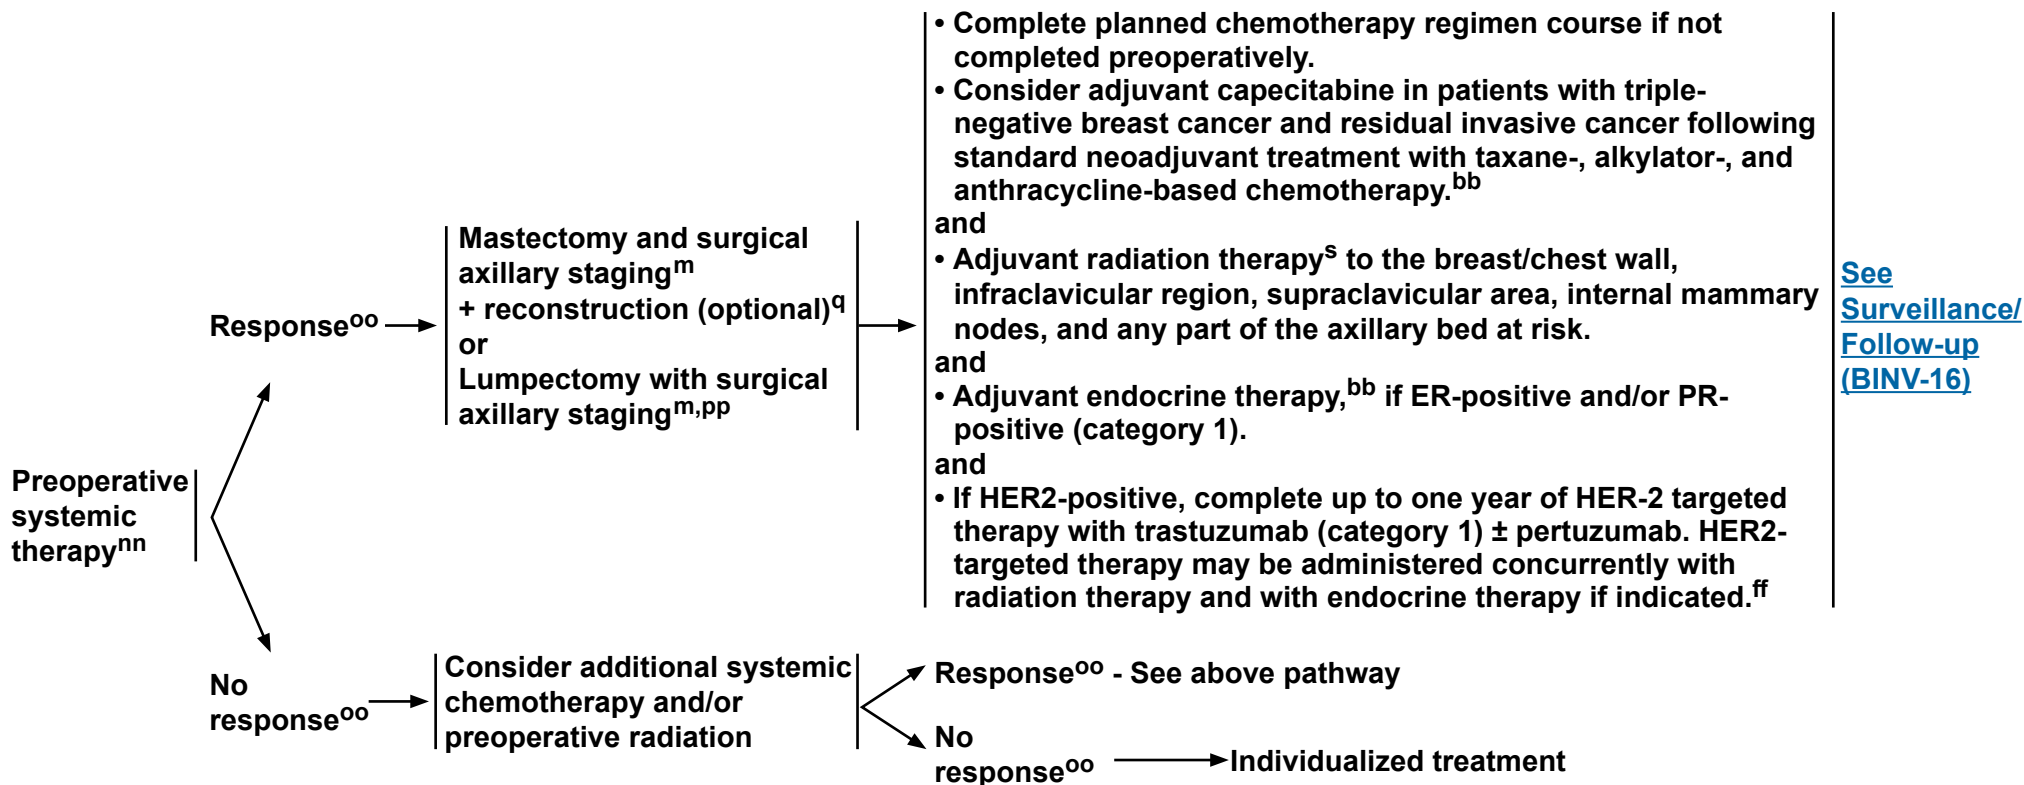 Preoperative
systemic
therapynn
Responseoo
Mastectomy and surgical
axillary stagingm
+ reconstruction (optional)q
or
Lumpectomy with surgical
axillary stagingm,pp
• Complete planned chemotherapy regimen course if not
completed preoperatively.
• Consider adjuvant capecitabine in patients with triple-
negative breast cancer and residual invasive cancer following
standard neoadjuvant treatment with taxane-, alkylator-, and
anthracycline-based chemotherapy.bb
and
• Adjuvant radiation therapys to the breast/chest wall,
infraclavicular region, supraclavicular area, internal mammary
nodes, and any part of the axillary bed at risk.
and
• Adjuvant endocrine therapy,bb if ER-positive and/or PR-
positive (category 1).
and
• If HER2-positive, complete up to one year of HER-2 targeted
therapy with trastuzumab (category 1) ± pertuzumab. HER2-
targeted therapy may be administered concurrently with
radiation therapy and with endocrine therapy if indicated.ff
See
Surveillance/
Follow-up
(BINV-16)
No
responseoo
Consider additional systemic
chemotherapy and/or
preoperative radiation
Responseoo - See above pathway
No
responseoo
Individualized treatment